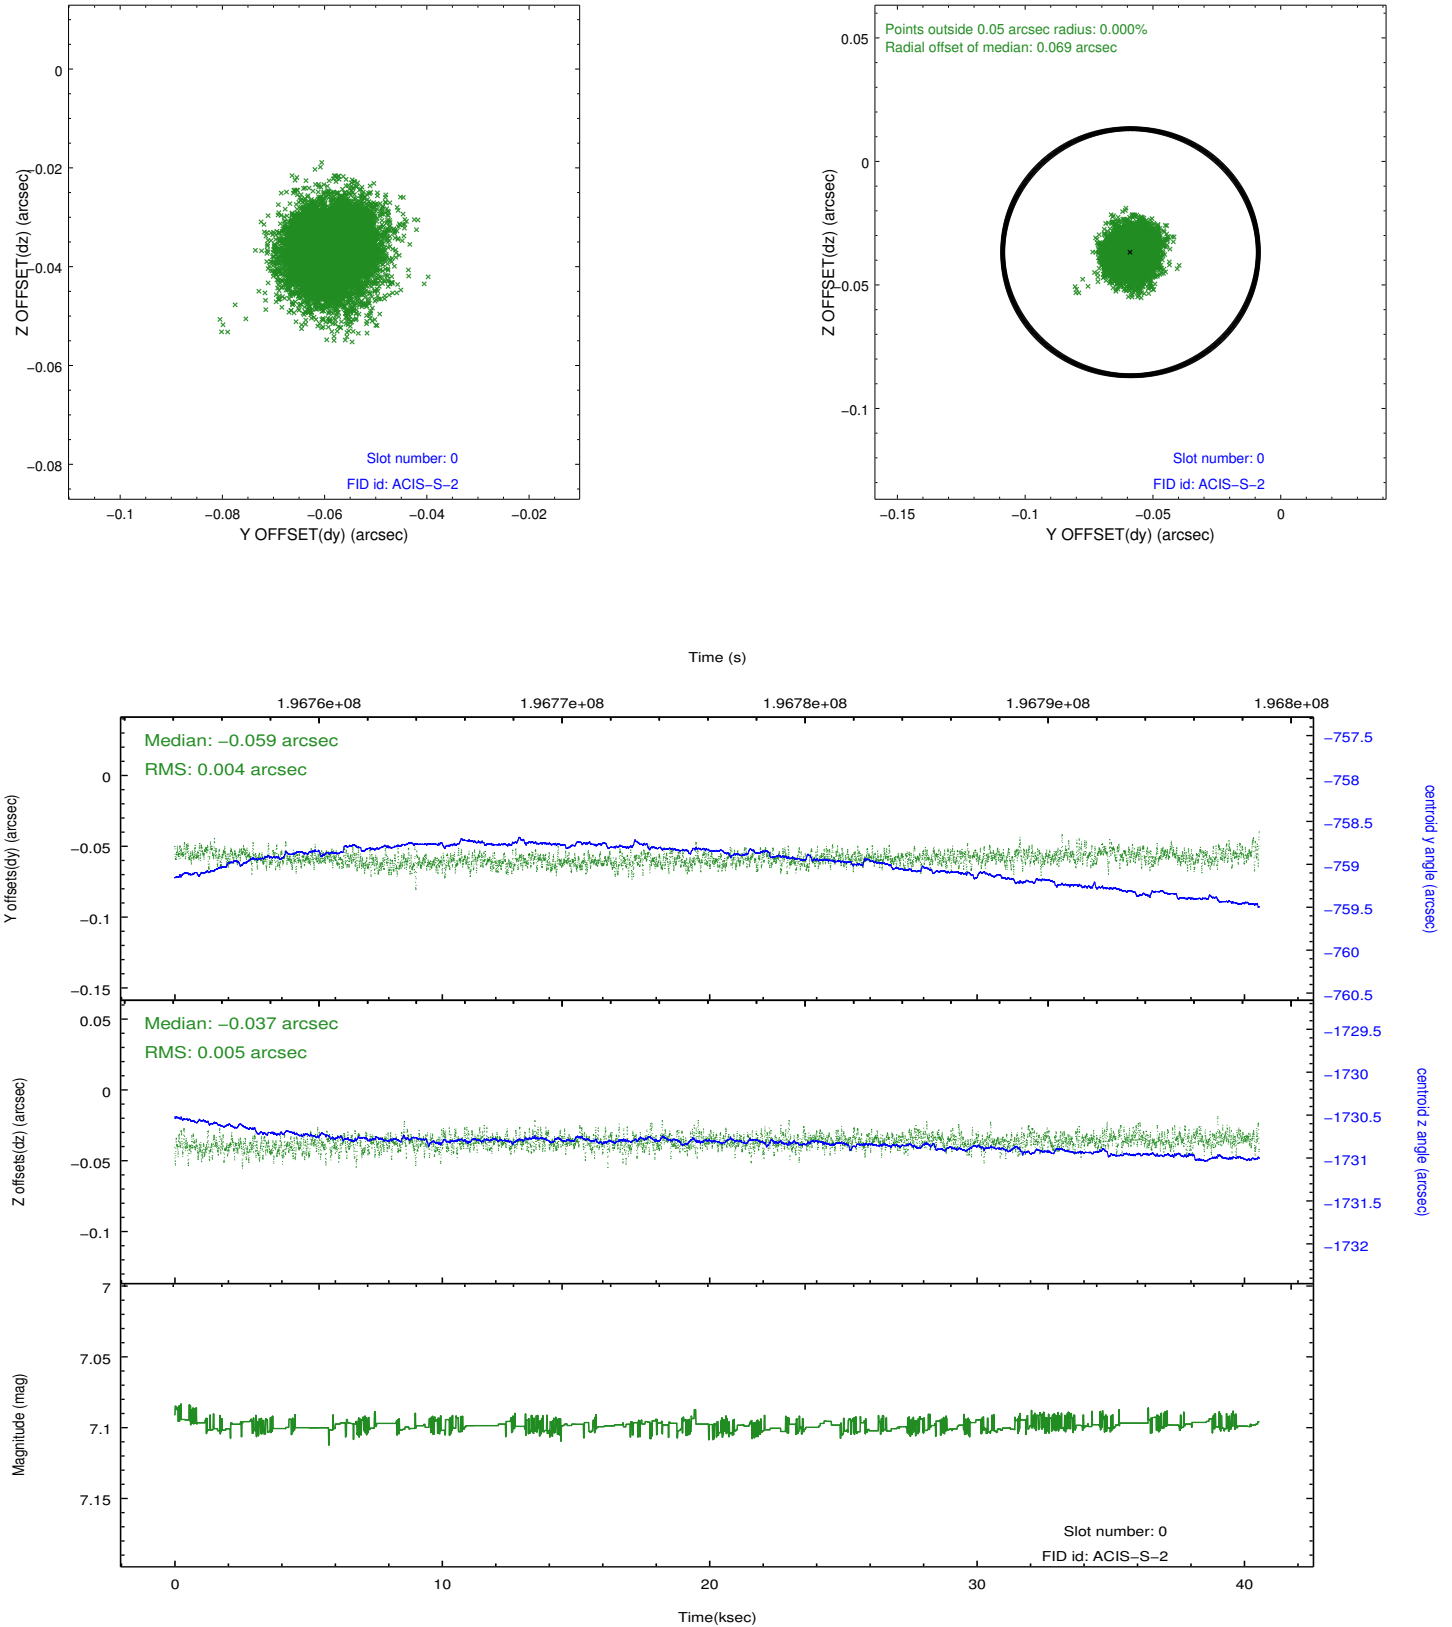 0
−0.02
−0.04
−0.06
−0.08
Z OFFSET(dz) (arcsec)
Slot number: 0
FID id: ACIS−S−2
−0.1 −0.08 −0.06 −0.04 −0.02
Y OFFSET(dy) (arcsec)
Points outside 0.05 arcsec radius: 0.000%
Radial offset of median: 0.069 arcsec
0.05
0
−0.05
−0.1
Z OFFSET(dz) (arcsec)
Slot number: 0
FID id: ACIS−S−2
−0.15 −0.1 −0.05 0
Y OFFSET(dy) (arcsec)
Time (s)
1.9676e+08 1.9677e+08 1.9678e+08 1.9679e+08 1.968e+08
Median: −0.059 arcsec
RMS: 0.004 arcsec
0
−0.05
−0.1
−0.15
Y offsets(dy) (arcsec)
−757.5
−758
−758.5
−759
−759.5
−760
−760.5
centroid y angle (arcsec)
Median: −0.037 arcsec
RMS: 0.005 arcsec
0.05
0
−0.05
−0.1
Z offsets(dz) (arcsec)
−1729.5
−1730
−1730.5
−1731
−1731.5
−1732
centroid z angle (arcsec)
7
7.05
7.1
7.15
Magnitude (mag)
Slot number: 0
FID id: ACIS−S−2
0 10 20 30 40
Time(ksec)